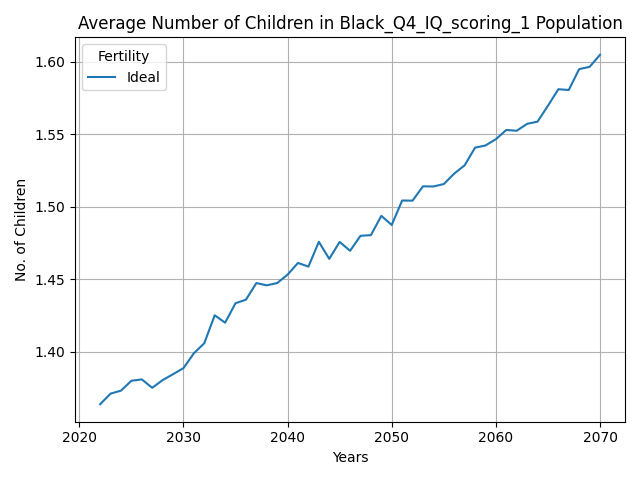 Average Number of Children in Black_Q4_IQ_scoring_1 Population
Fertility
Ideal
No. of Children
1.60
1.55
1.50
1.45
1.40
2020 2030 2040 2050 2060 2070
Years